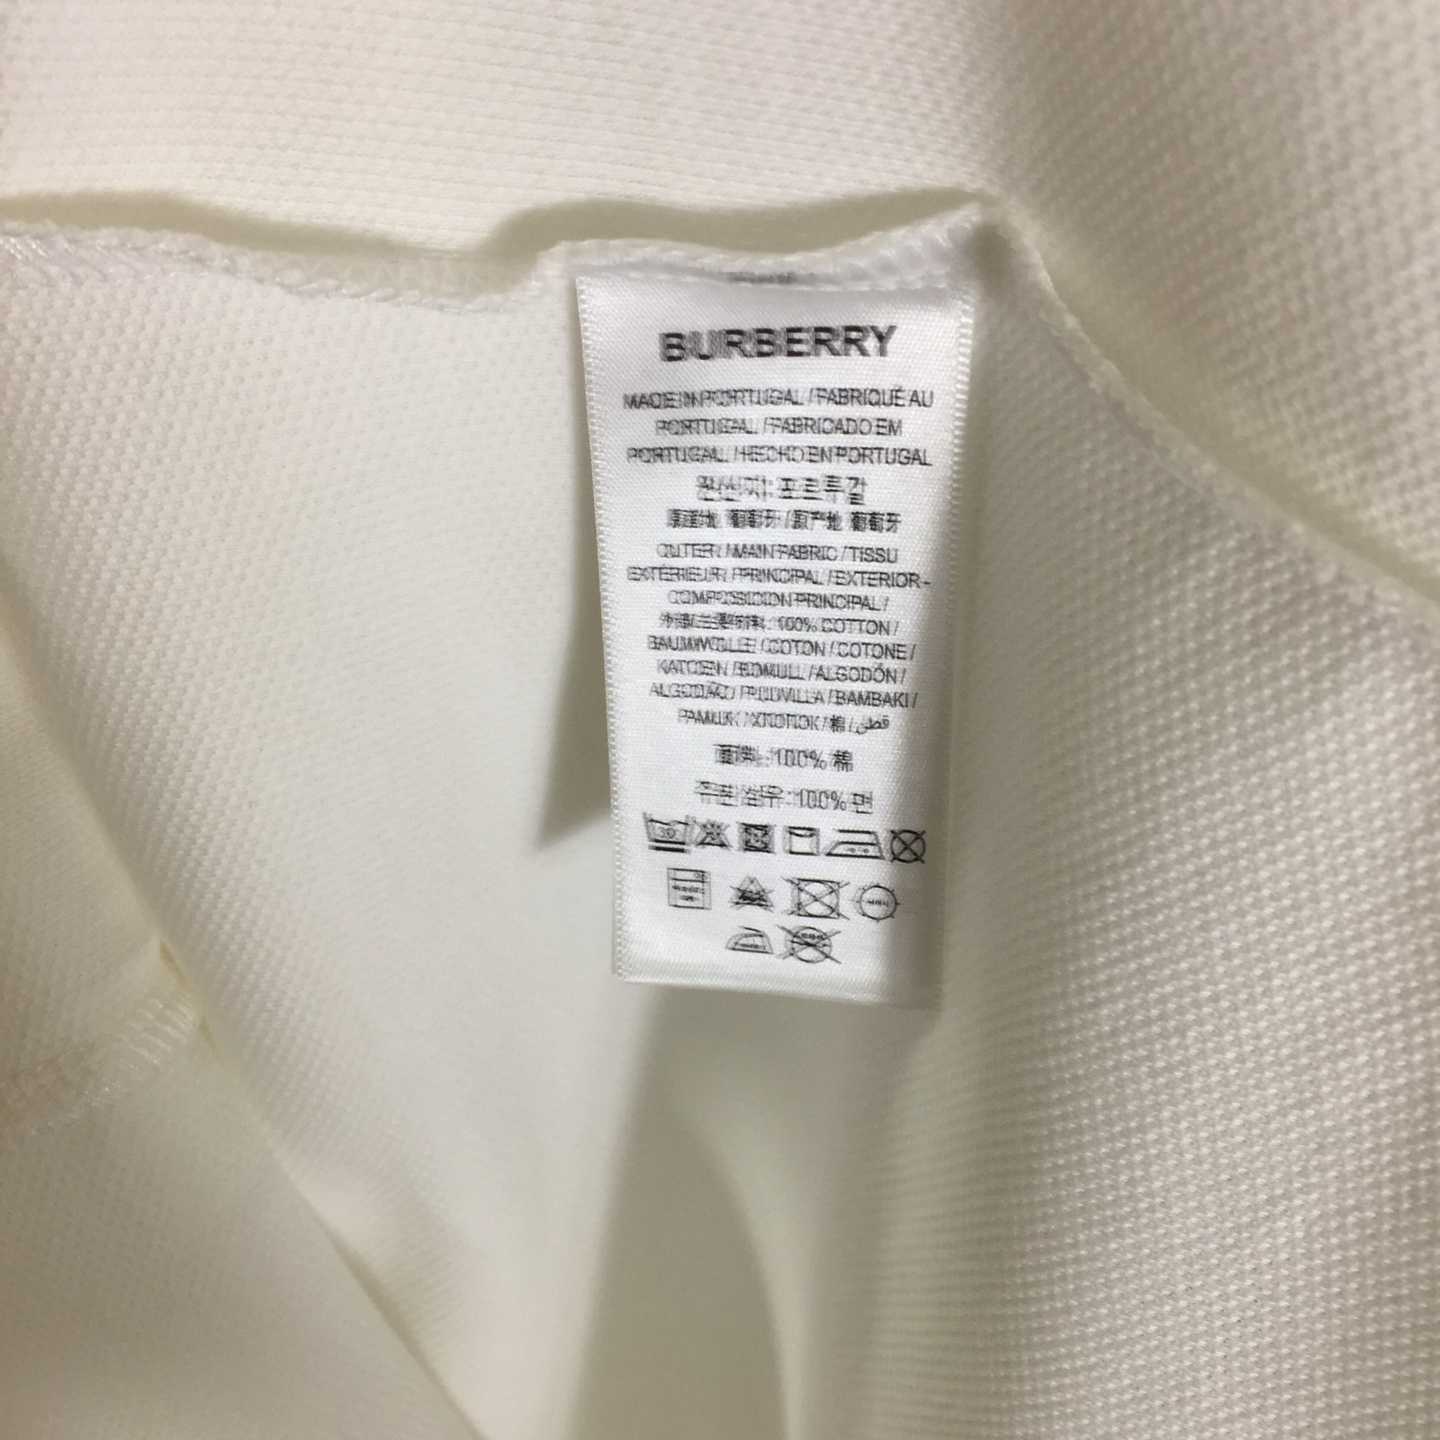 BURBERRY
MADE IN PORTUGAL / FABRIQUÉ AU
PORTUGAL / FABRICADO EM
PORTUGAL / HECHO EN PORTUGAL
원산지: 포르투갈
原産地 葡萄牙 / 原产地 葡萄牙
OUTER / MAIN FABRIC / TISSU
EXTÉRIEUR / PRINCIPAL / EXTERIOR-
COMPOSICION PRINCIPAL /
100% COTTON /
BAUMWOLLE / COTON / COTONE /
KATOEN / BOMULL / ALGODÓN /
ALGODÃO / PUUVILLA / BAMBAKI /
PAMUK / ХЛОПОК / 棉 / قطن
面料: 100% 棉
100% 면
30